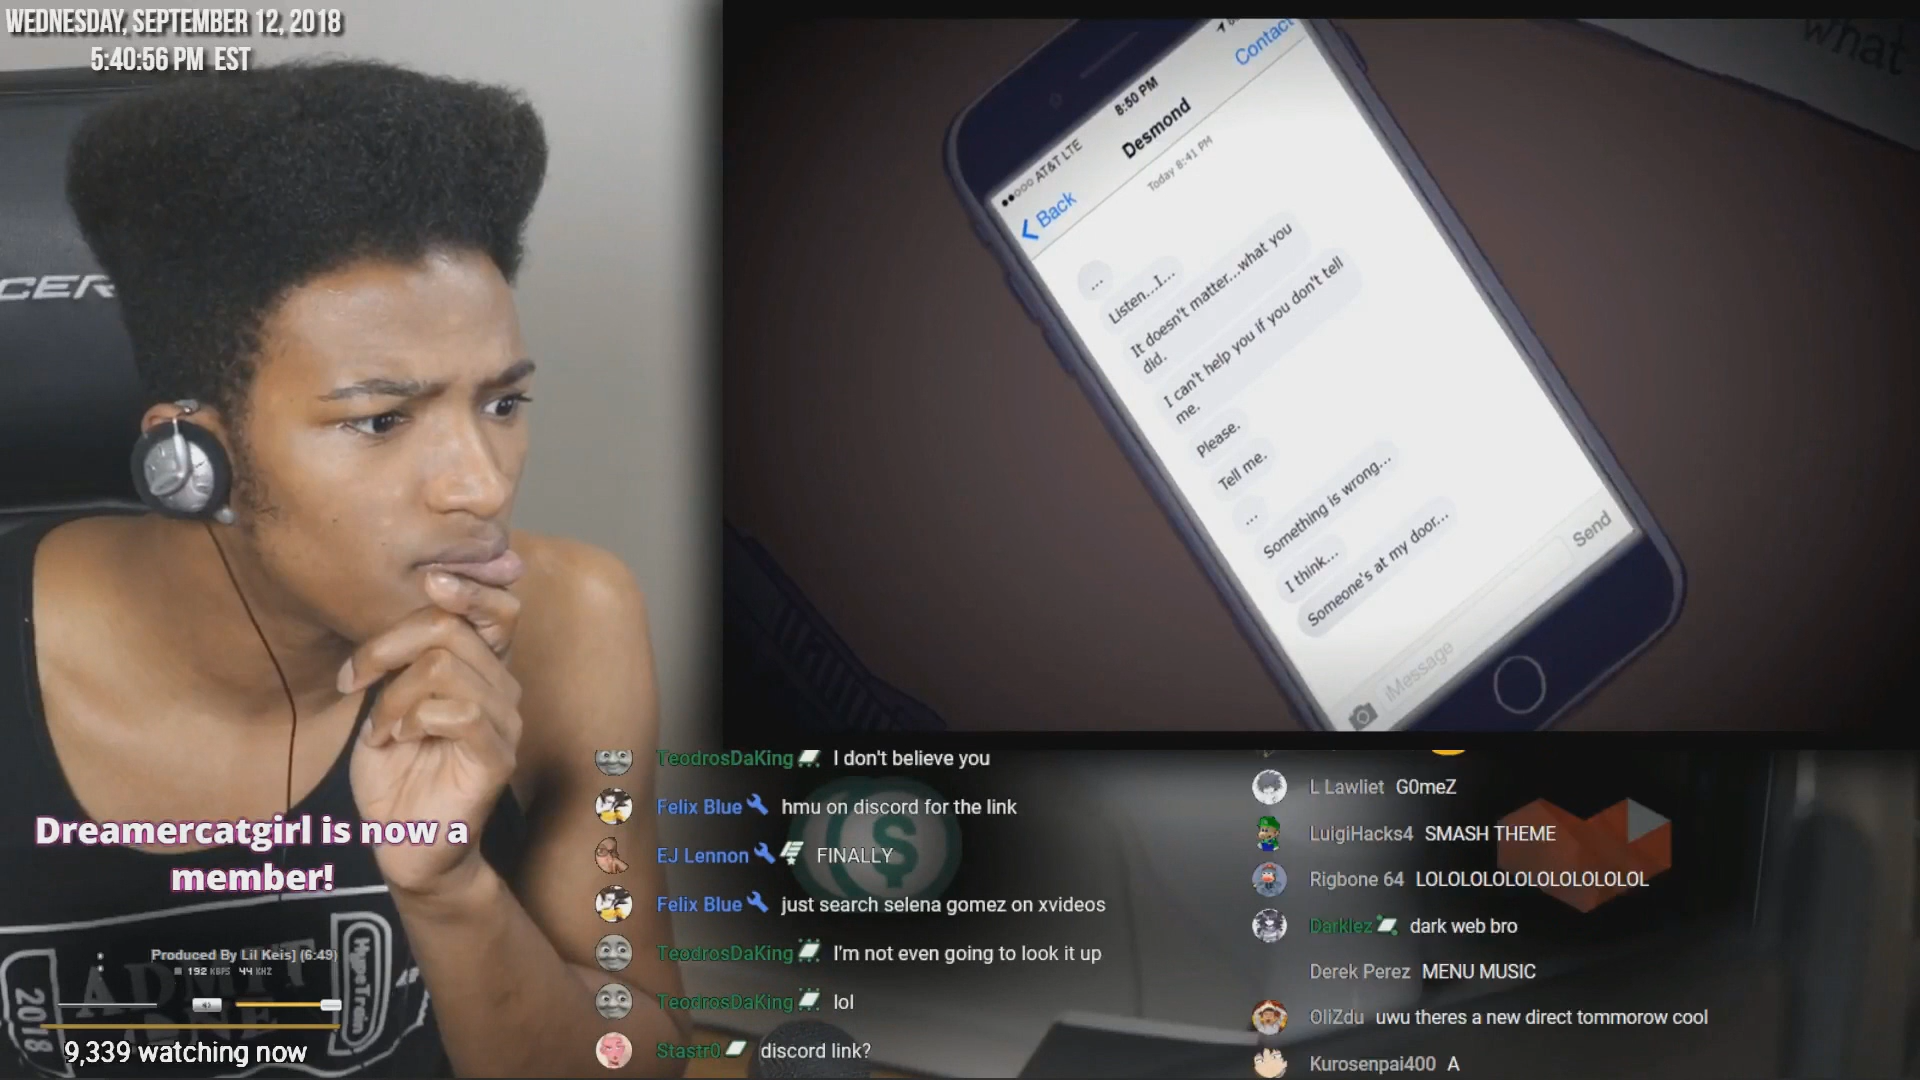 WEDNESDAY, SEPTEMBER 12, 2018
5:40:56 PM EST
what
AT&T LTE
8:50 PM
Back
Desmond
Contact
Today 8:41 PM
...
Listen...I...
It doesn't matter...what you
did.
I can't help you if you don't tell
me.
Please.
Tell me.
...
Something is wrong...
I think...
Someone's at my door...
iMessage
Send
Dreamercatgirl is now a
member!
ADMIT
ONE
2018
HypeTrain
Produced By Lil Keis] (6:49)
192 KBPS 44 KHZ
9,339 watching now
TeodrosDaKing I don't believe you
Felix Blue hmu on discord for the link
EJ Lennon FINALLY
Felix Blue just search selena gomez on xvideos
TeodrosDaKing I'm not even going to look it up
TeodrosDaKing lol
Stastr0 discord link?
L Lawliet G0meZ
LuigiHacks4 SMASH THEME
Rigbone 64 LOLOLOLOLOLOLOLOLOL
Darklez dark web bro
Derek Perez MENU MUSIC
OliZdu uwu theres a new direct tommorow cool
Kurosenpai400 A